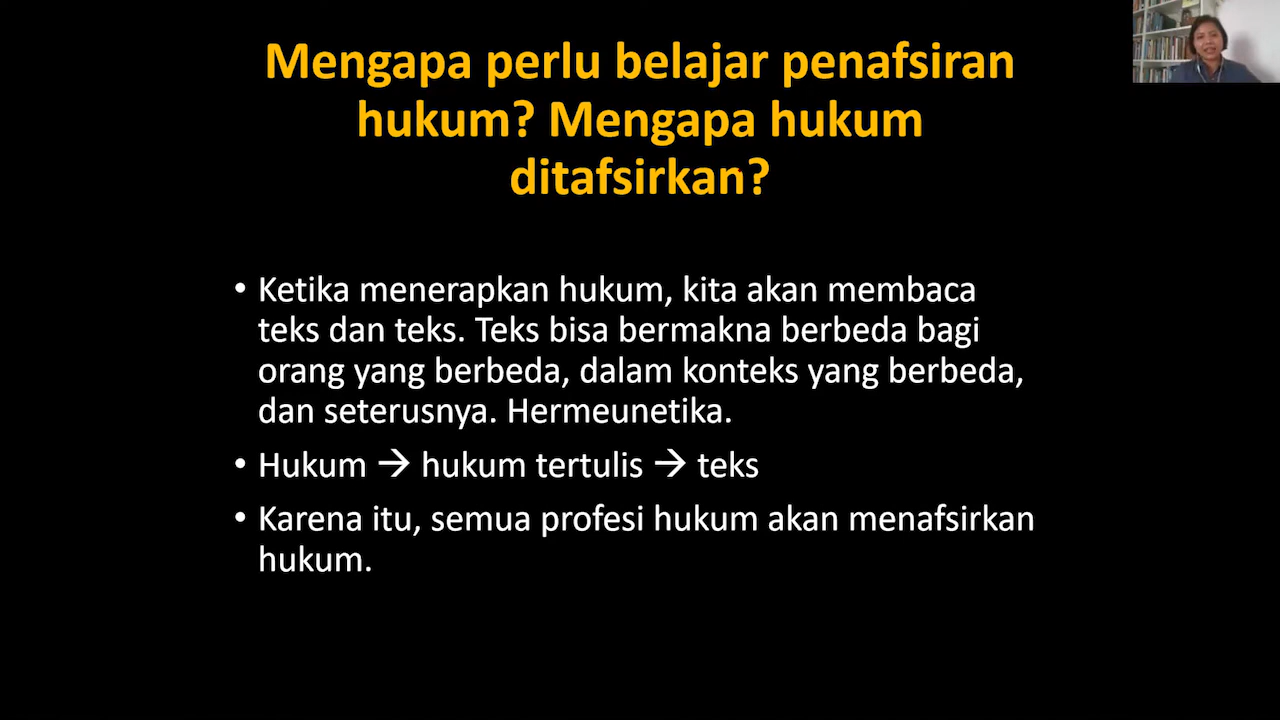 Mengapa perlu belajar penafsiran
hukum? Mengapa hukum
ditafsirkan?
• Ketika menerapkan hukum, kita akan membaca
teks dan teks. Teks bisa bermakna berbeda bagi
orang yang berbeda, dalam konteks yang berbeda,
dan seterusnya. Hermeunetika.
• Hukum → hukum tertulis → teks
• Karena itu, semua profesi hukum akan menafsirkan
hukum.